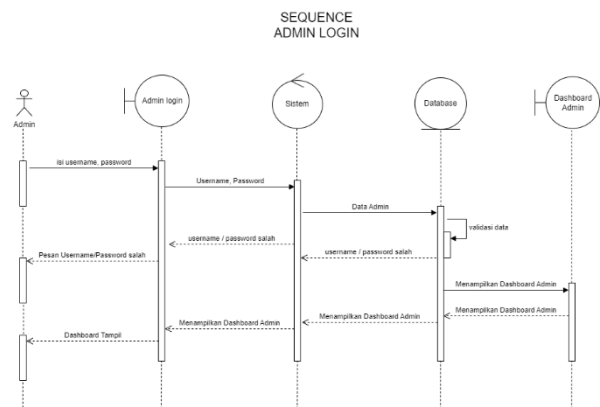 SEQUENCE
ADMIN LOGIN
Admin
Admin login
Sistem
Database
Dashboard
Admin
isi username, password
Username, Password
Data Admin
validasi data
username / password salah
username / password salah
Pesan Username/Password salah
Menampilkan Dashboard Admin
Menampilkan Dashboard Admin
Menampilkan Dashboard Admin
Menampilkan Dashboard Admin
Dashboard Tampil